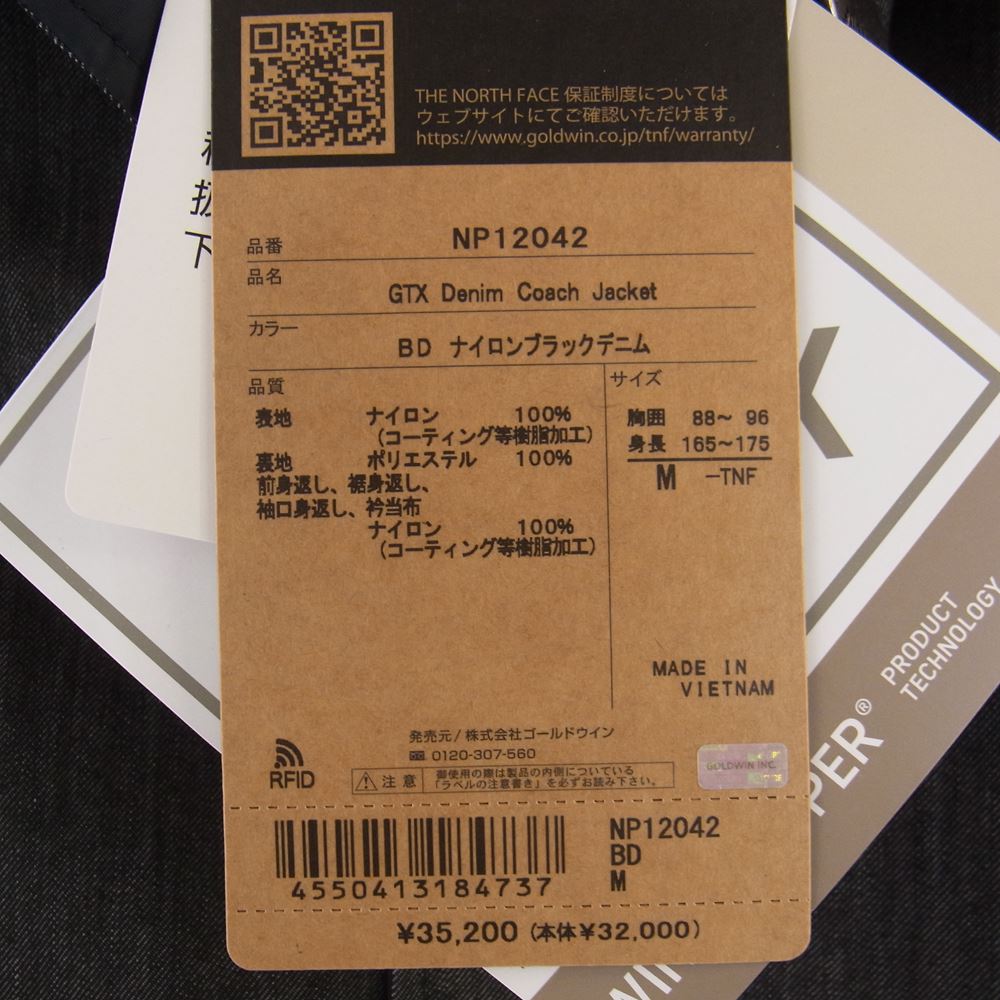 THE NORTH FACE 保証制度については
ウェブサイトにてご確認いただけます。
https://www.goldwin.co.jp/tnf/warranty/
品番 NP12042
品名 GTX Denim Coach Jacket
カラー BD ナイロンブラックデニム
品質
表地 ナイロン 100%
(コーティング等樹脂加工)
裏地 ポリエステル 100%
前身返し、裾身返し、
袖口身返し、衿当布
ナイロン 100%
(コーティング等樹脂加工)
サイズ
胸囲 88～ 96
身長 165～175
M -TNF
MADE IN
VIETNAM
発売元/株式会社ゴールドウイン
0120-307-560
RFID
注意
御使用の際は製品の内側についている
「ラベルの注意書き」を必ずお読み下さい。
GOLDWIN INC.
4550413184737
NP12042
BD
M
¥35,200 (本体¥32,000)
PRODUCT
TECHNOLOGY
PER®
下